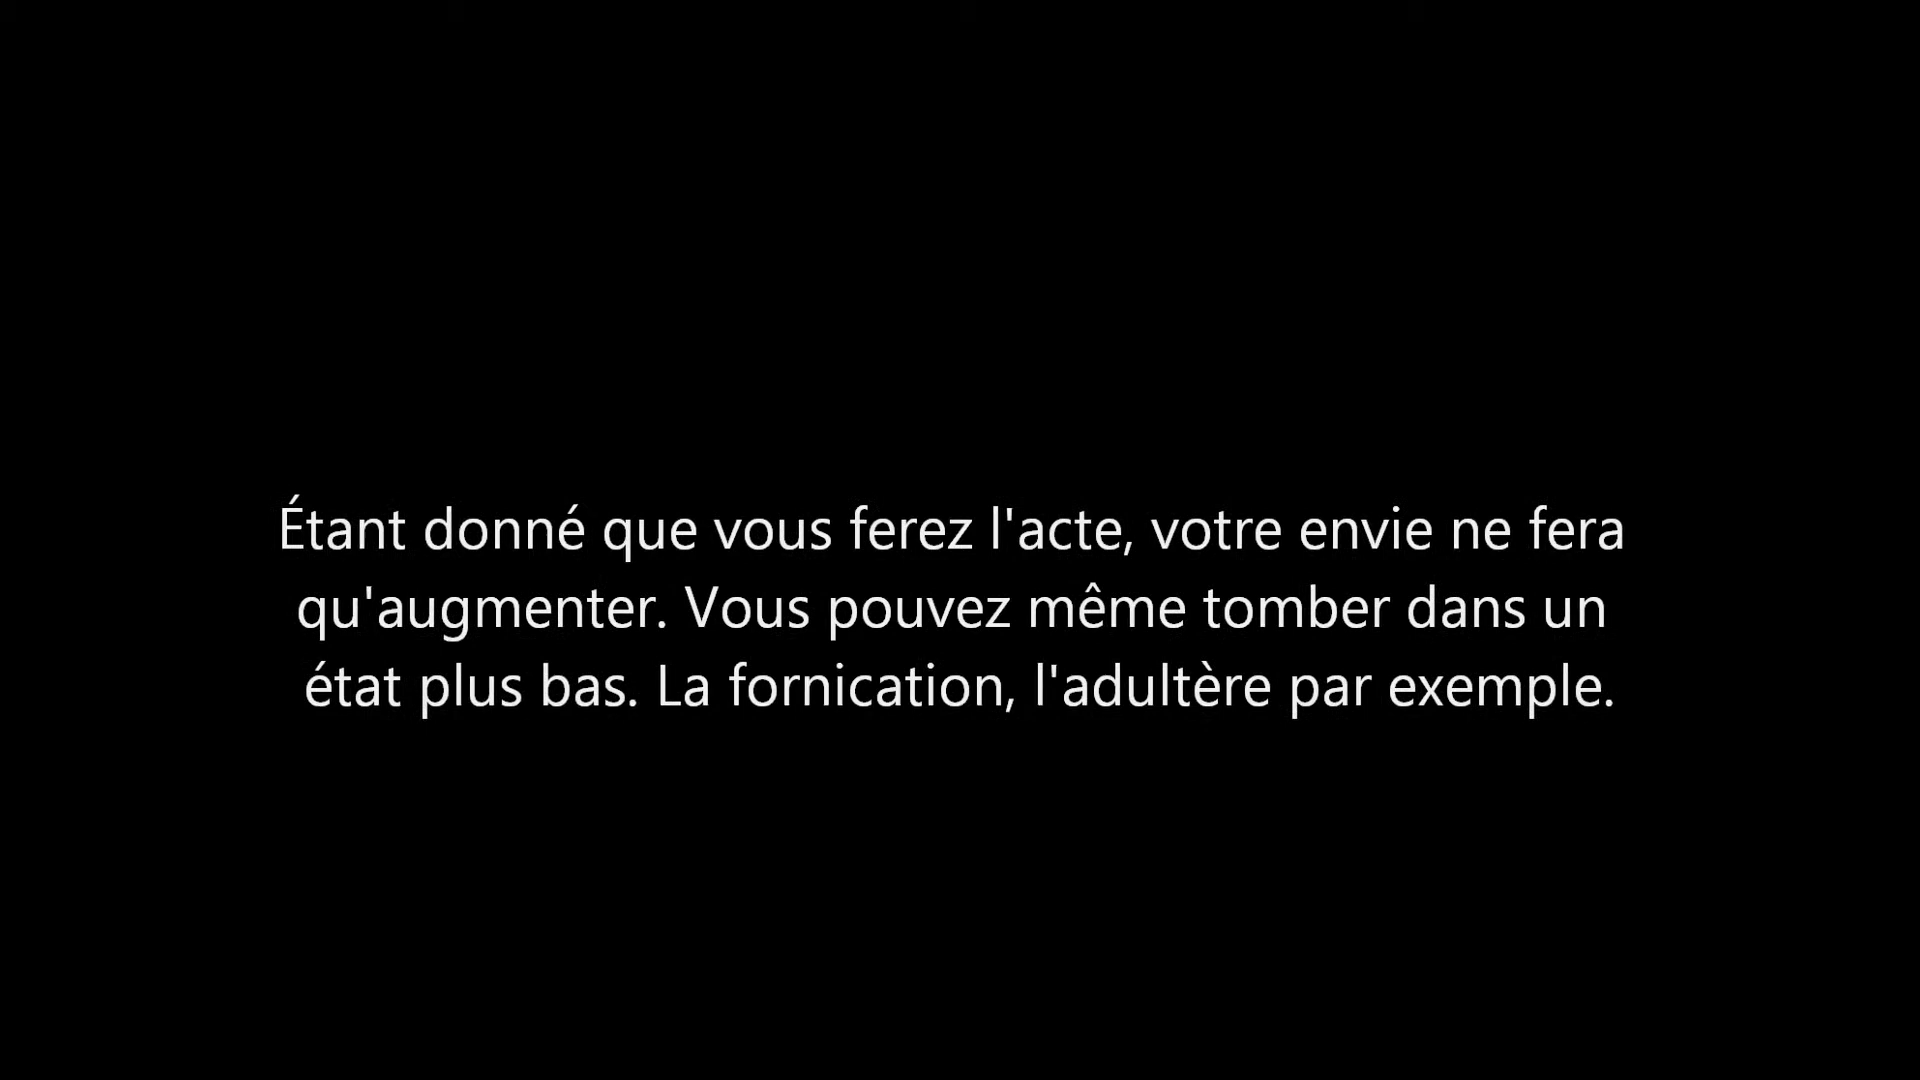 Étant donné que vous ferez l'acte, votre envie ne fera
qu'augmenter. Vous pouvez même tomber dans un
état plus bas. La fornication, l'adultère par exemple.